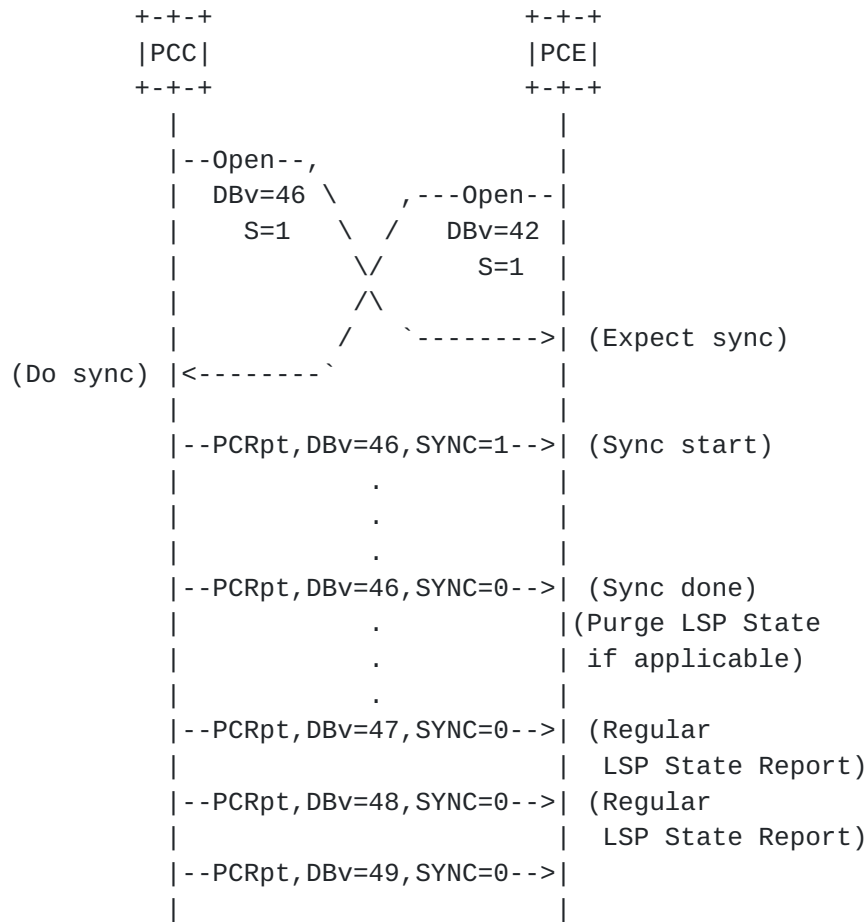 +-+-+                    +-+-+
|PCC|                    |PCE|
+-+-+                    +-+-+
|                        |
|--Open--,               |
|  DBv=46 \    ,---Open--|
|    S=1   \  /   DBv=42 |
|           \/      S=1  |
|           /\           |
|          /  `-------->| (Expect sync)
(Do sync) |<--------`              |
|                        |
|--PCRpt,DBv=46,SYNC=1-->| (Sync start)
|            .           |
|            .           |
|            .           |
|--PCRpt,DBv=46,SYNC=0-->| (Sync done)
|            .           |(Purge LSP State
|            .           | if applicable)
|            .           |
|--PCRpt,DBv=47,SYNC=0-->| (Regular
|                        |  LSP State Report)
|--PCRpt,DBv=48,SYNC=0-->| (Regular
|                        |  LSP State Report)
|--PCRpt,DBv=49,SYNC=0-->|
|                        |